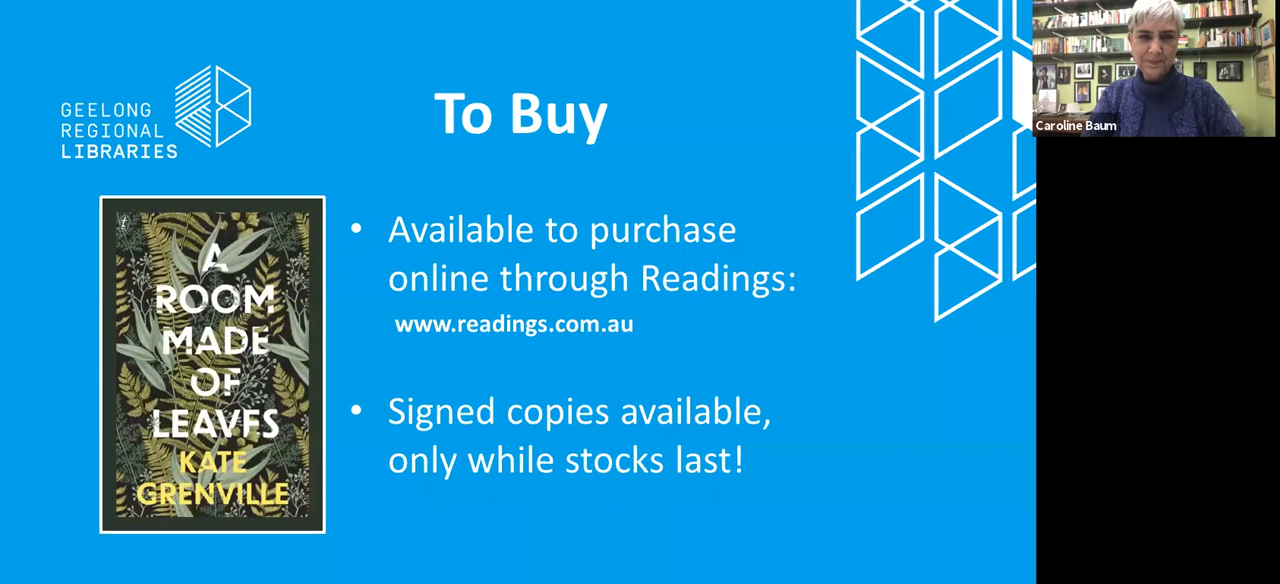 GEELONG
REGIONAL
LIBRARIES
To Buy
Caroline Baum
A
ROOM
MADE
OF
LEAVES
KATE
GRENVILLE
• Available to purchase
online through Readings:
www.readings.com.au
• Signed copies available,
only while stocks last!